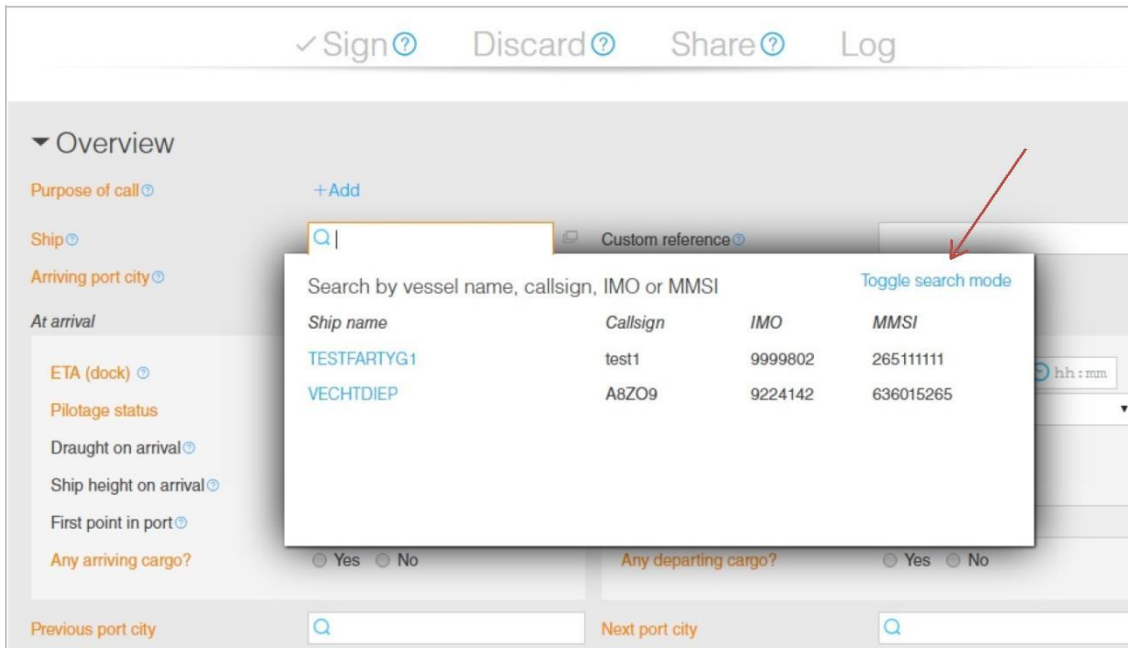 Sign Discard Share Log
Overview
Purpose of call +Add
Ship Custom reference
Arriving port city
Search by vessel name, callsign, IMO or MMSI Toggle search mode
At arrival
Ship name Callsign IMO MMSI
TESTFARTYG1 test1 9999802 265111111
ETA (dock) hh:mm
VECHTDIEP A8ZO9 9224142 636015265
Pilotage status
Draught on arrival
Ship height on arrival
First point in port
Any arriving cargo? Yes No Any departing cargo? Yes No
Previous port city Next port city